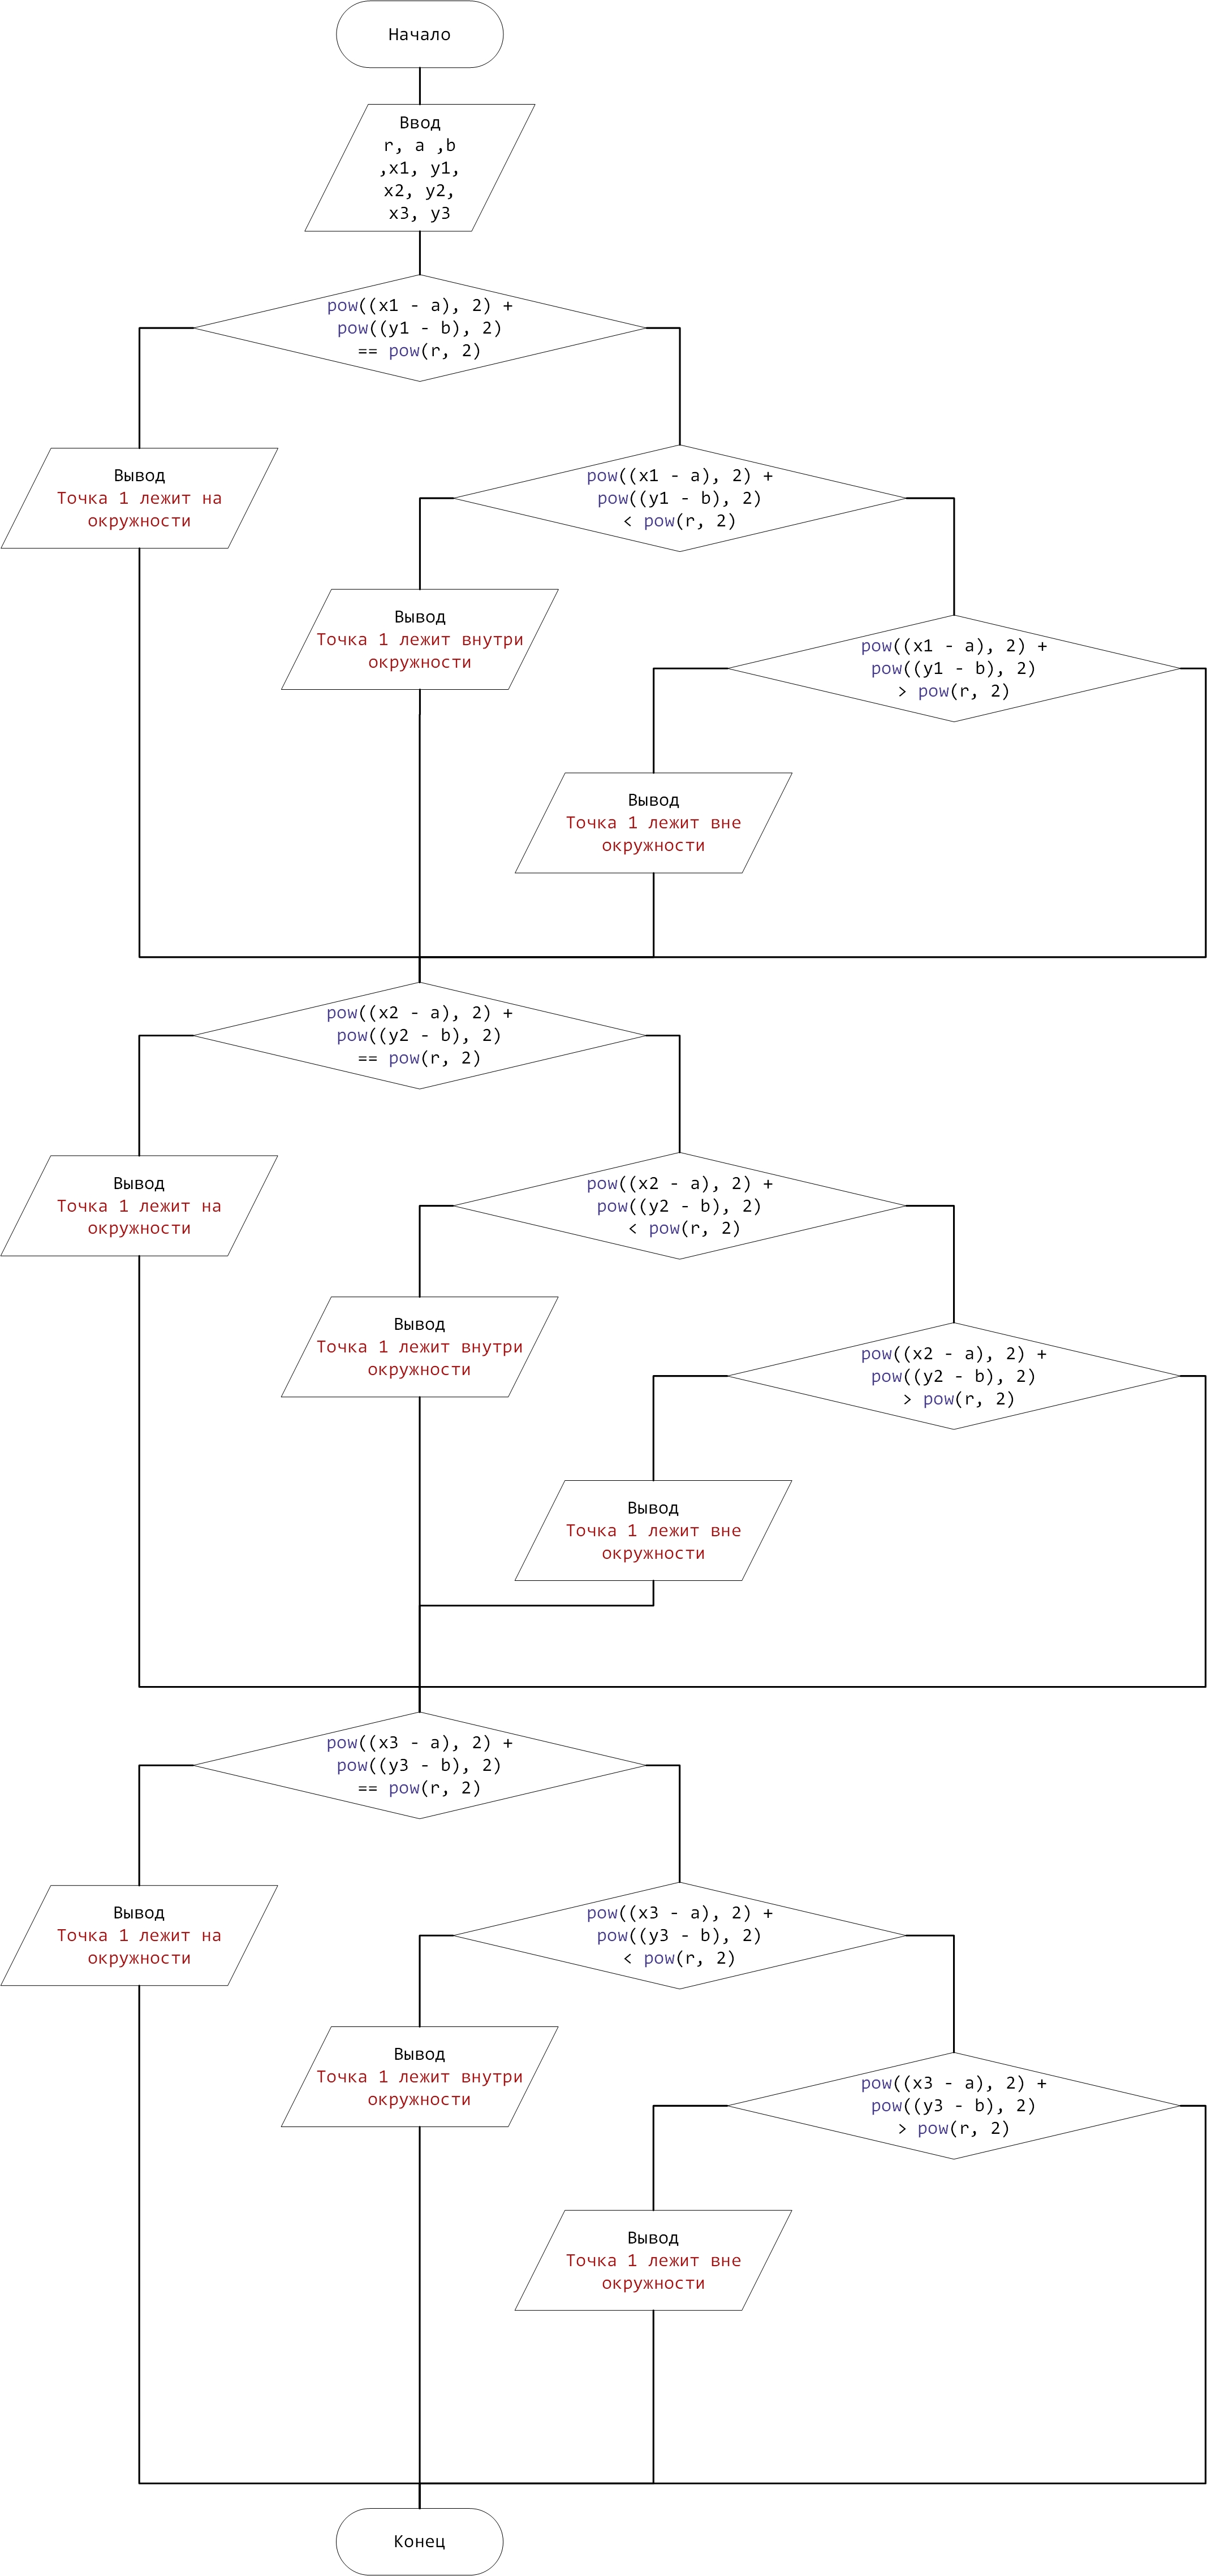 Начало
Ввод
r, a ,b
,x1, y1,
x2, y2,
x3, y3
pow((x1 - a), 2) +
pow((y1 - b), 2)
== pow(r, 2)
Вывод
Точка 1 лежит на
окружности
pow((x1 - a), 2) +
pow((y1 - b), 2)
< pow(r, 2)
Вывод
Точка 1 лежит внутри
окружности
pow((x1 - a), 2) +
pow((y1 - b), 2)
> pow(r, 2)
Вывод
Точка 1 лежит вне
окружности
pow((x2 - a), 2) +
pow((y2 - b), 2)
== pow(r, 2)
Вывод
Точка 1 лежит на
окружности
pow((x2 - a), 2) +
pow((y2 - b), 2)
< pow(r, 2)
Вывод
Точка 1 лежит внутри
окружности
pow((x2 - a), 2) +
pow((y2 - b), 2)
> pow(r, 2)
Вывод
Точка 1 лежит вне
окружности
pow((x3 - a), 2) +
pow((y3 - b), 2)
== pow(r, 2)
Вывод
Точка 1 лежит на
окружности
pow((x3 - a), 2) +
pow((y3 - b), 2)
< pow(r, 2)
Вывод
Точка 1 лежит внутри
окружности
pow((x3 - a), 2) +
pow((y3 - b), 2)
> pow(r, 2)
Вывод
Точка 1 лежит вне
окружности
Конец